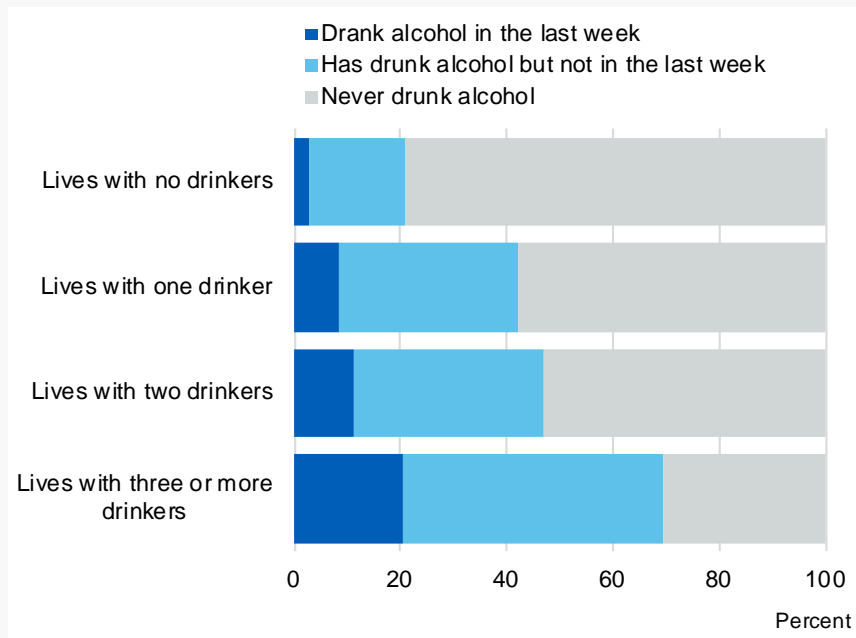 Drank alcohol in the last week
Has drunk alcohol but not in the last week
Never drunk alcohol
Lives with no drinkers
Lives with one drinker
Lives with two drinkers
Lives with three or more
drinkers
0 20 40 60 80 100
Percent